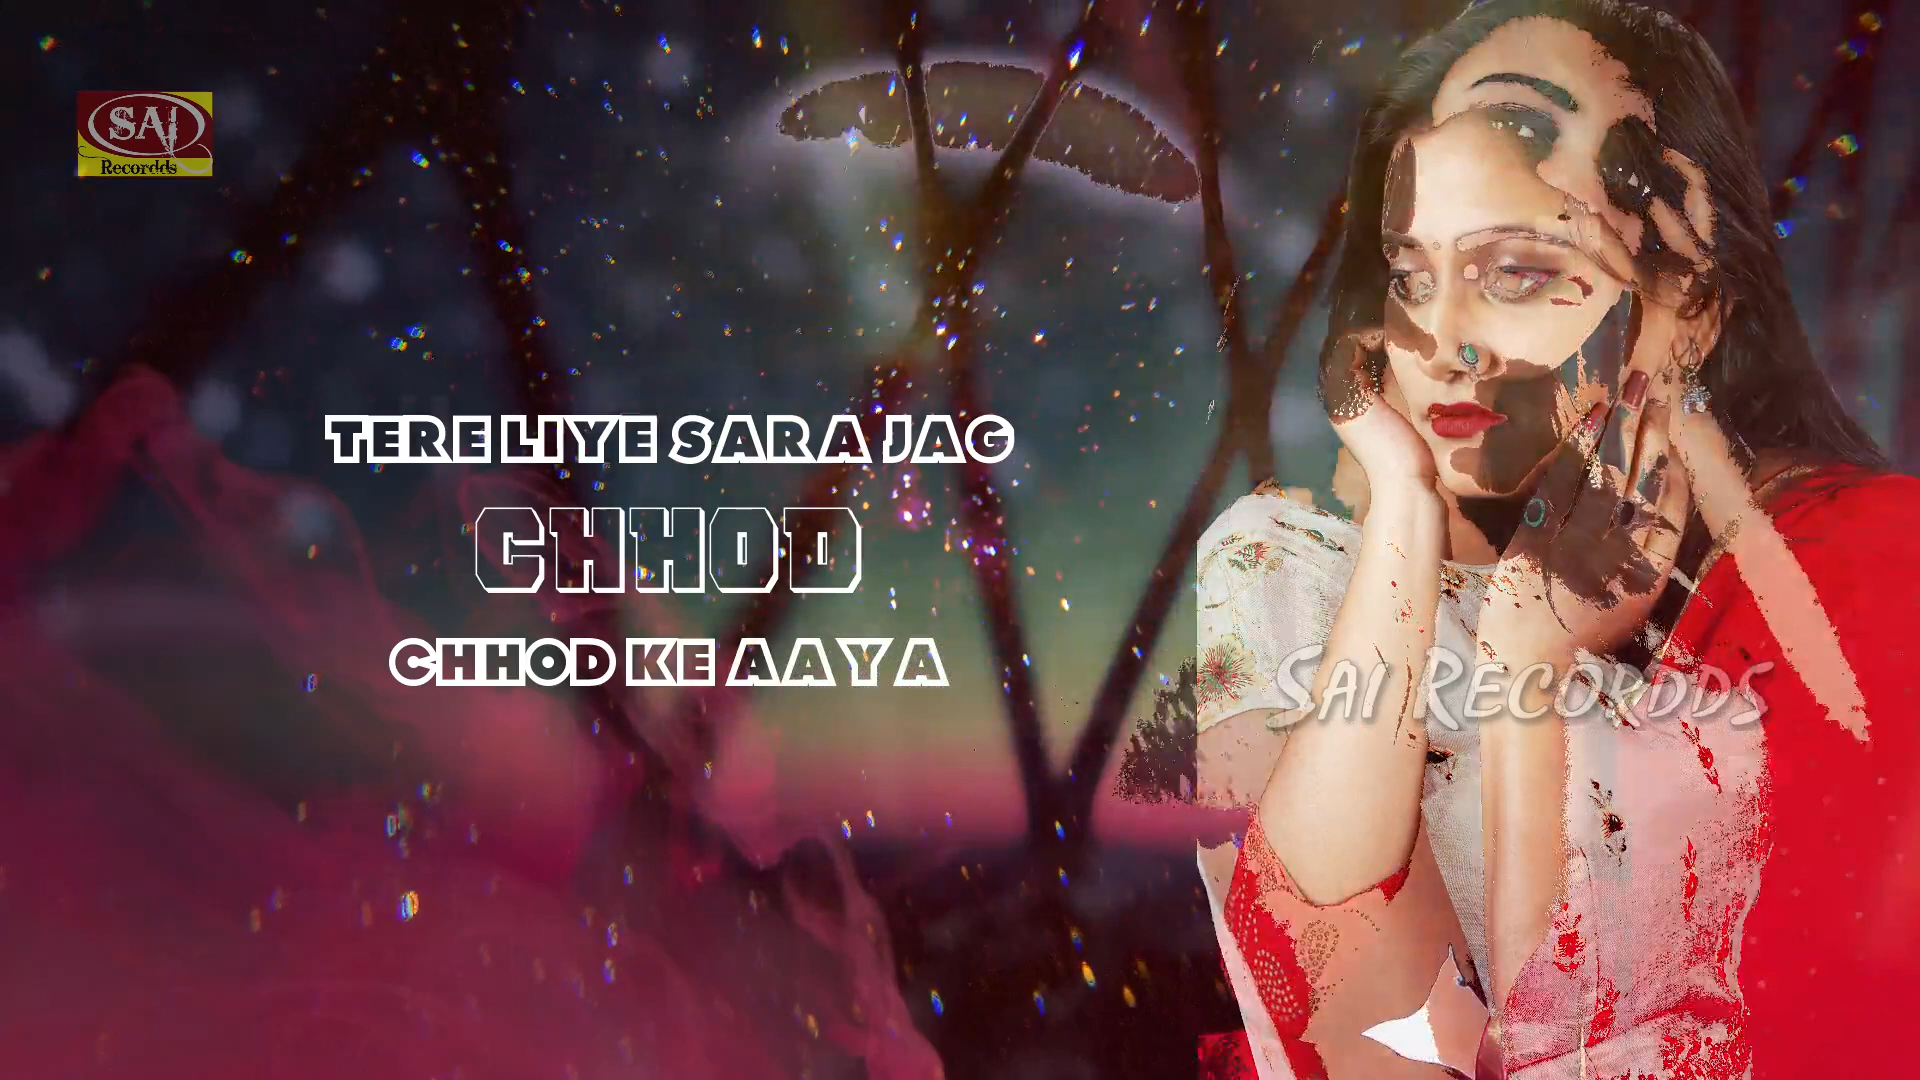 SAI
Recordds
TERE LIYE SARA JAG
CHHOD
CHHOD KE AAYA
SAI RECORDDS